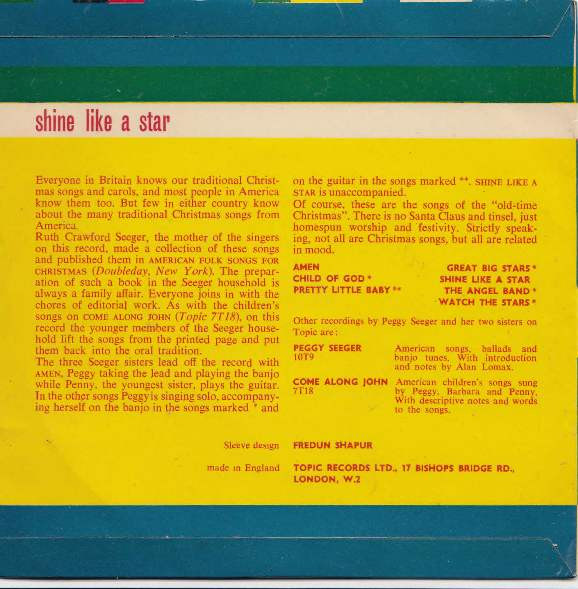 shine like a star
Everyone in Britain knows our traditional Christ-
mas songs and carols, and most people in America
know them too. But few in either country know
about the many traditional Christmas songs from
America.
Ruth Crawford Seeger, the mother of the singers
on this record, made a collection of these songs
and published them in AMERICAN FOLK SONGS FOR
CHRISTMAS (Doubleday, New York). The prepar-
ation of such a book in the Seeger household is
always a family affair. Everyone joins in with the
chores of editorial work. As with the children's
songs on COME ALONG JOHN (Topic 7T18), on this
record the younger members of the Seeger house-
hold lift the songs from the printed page and put
them back into the oral tradition.
The three Seeger sisters lead off the record with
AMEN, Peggy taking the lead and playing the banjo
while Penny, the youngest sister, plays the guitar.
In the other songs Peggy is singing solo, accompany-
ing herself on the banjo in the songs marked * and
on the guitar in the songs marked **. SHINE LIKE A
STAR is unaccompanied.
Of course, these are the songs of the "old-time
Christmas". There is no Santa Claus and tinsel, just
homespun worship and festivity. Strictly speak-
ing, not all are Christmas songs, but all are related
in mood.
AMEN
CHILD OF GOD *
PRETTY LITTLE BABY **
GREAT BIG STARS *
SHINE LIKE A STAR
THE ANGEL BAND *
WATCH THE STARS *
Other recordings by Peggy Seeger and her two sisters on
Topic are :
PEGGY SEEGER
10T9
American songs, ballads and
banjo tunes. With introduction
and notes by Alan Lomax.
COME ALONG JOHN
7T18
American children's songs sung
by Peggy, Barbara and Penny.
With descriptive notes and words
to the songs.
Sleeve design FREDUN SHAPUR
made in England TOPIC RECORDS LTD., 17 BISHOPS BRIDGE RD.,
LONDON, W.2